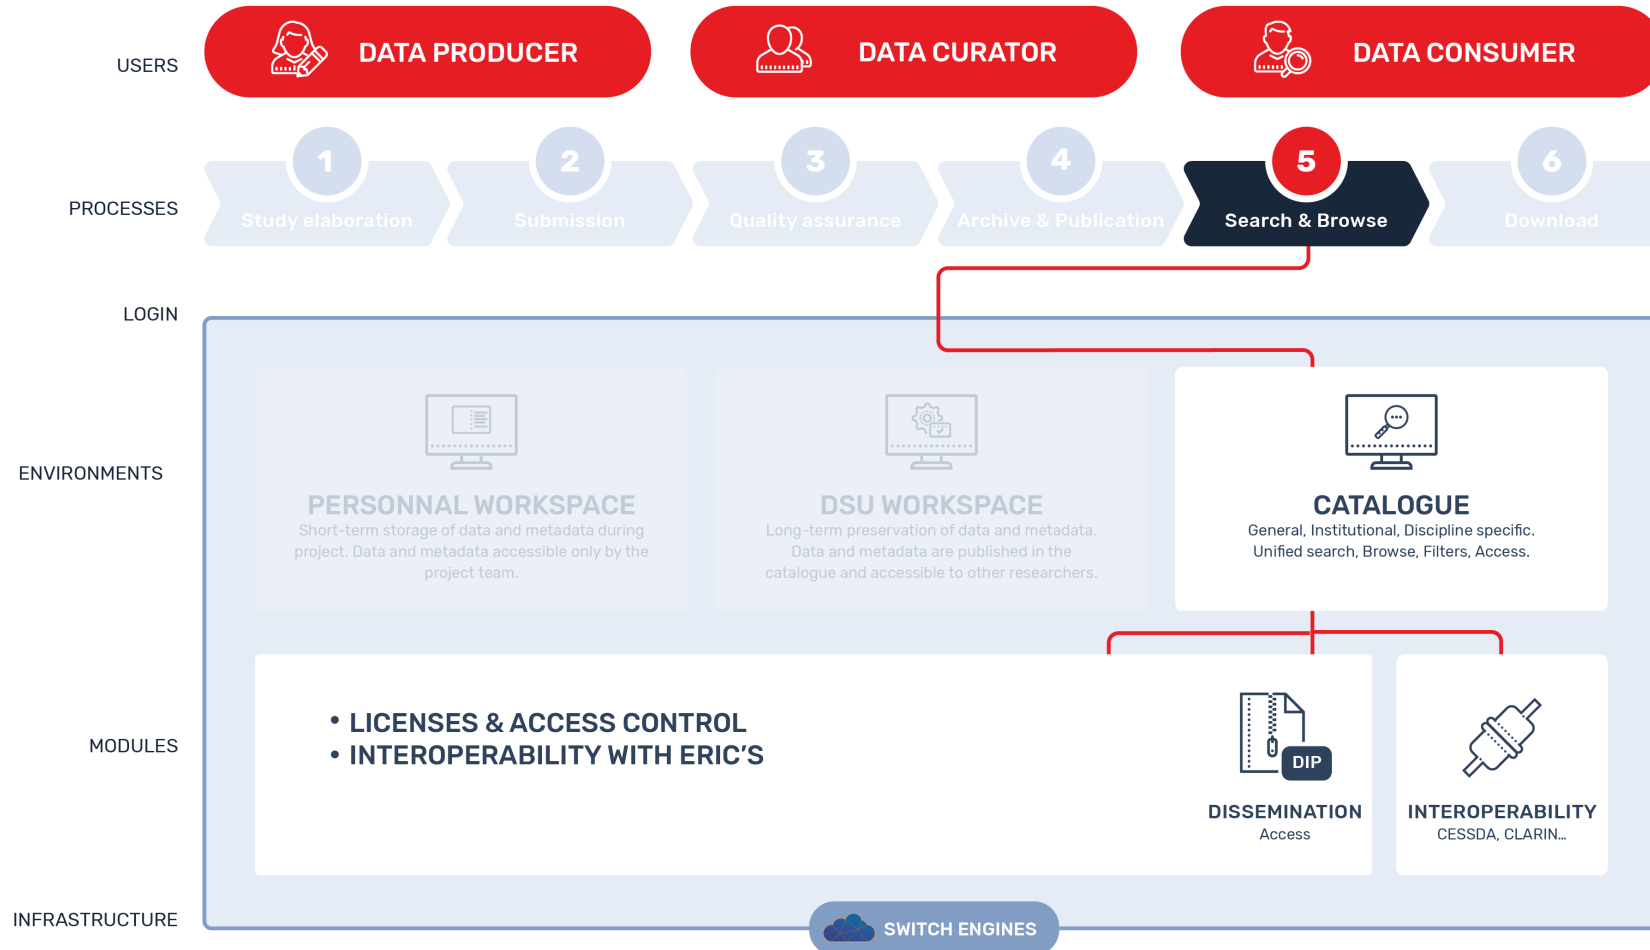 USERS
DATA PRODUCER
DATA CURATOR
DATA CONSUMER
PROCESSES
1
Study elaboration
2
Submission
3
Quality assurance
4
Archive & Publication
5
Search & Browse
6
Download
LOGIN
ENVIRONMENTS
PERSONNAL WORKSPACE
Short-term storage of data and metadata during
project. Data and metadata accessible only by the
project team.
DSU WORKSPACE
Long-term preservation of data and metadata.
Data and metadata are published in the
catalogue and accessible to other researchers.
CATALOGUE
General, Institutional, Discipline specific.
Unified search, Browse, Filters, Access.
MODULES
• LICENSES & ACCESS CONTROL
• INTEROPERABILITY WITH ERIC’S
DIP
DISSEMINATION
Access
INTEROPERABILITY
CESSDA, CLARIN...
INFRASTRUCTURE
SWITCH ENGINES